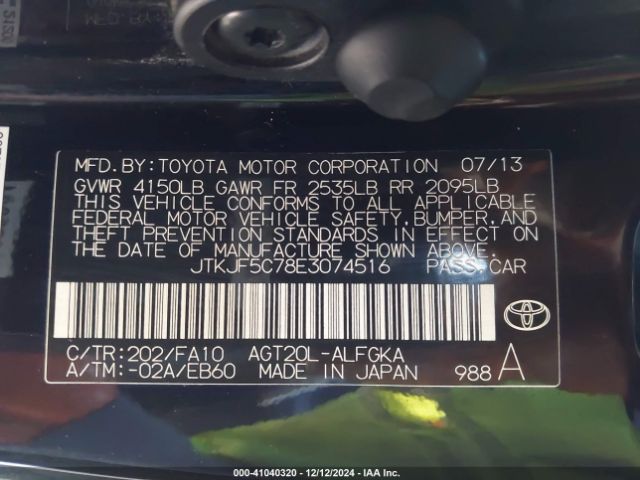 MFD. BY: TOYOTA MOTOR CORPORATION 07/13
GVWR 4150LB GAWR FR 2535LB RR 2095LB
THIS VEHICLE CONFORMS TO ALL APPLICABLE
FEDERAL MOTOR VEHICLE SAFETY, BUMPER, AND
THEFT PREVENTION STANDARDS IN EFFECT ON
THE DATE OF MANUFACTURE SHOWN ABOVE.
JTKJF5C78E3074516 PASS. CAR
C/TR: 202/FA10 AGT20L-ALFGKA
A/TM: -02A/EB60 MADE IN JAPAN 988 A
000-41040320 - 12/12/2024 - IAA Inc.